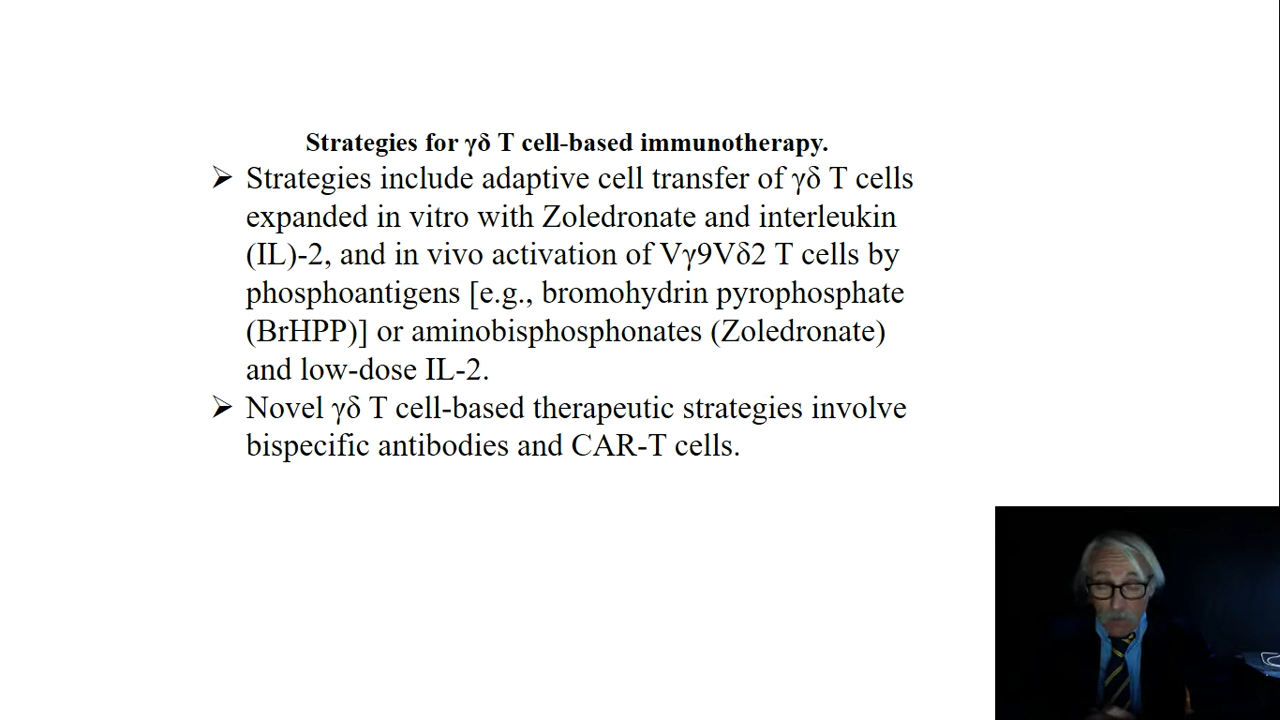 Strategies for γδ T cell-based immunotherapy.
➢ Strategies include adaptive cell transfer of γδ T cells
expanded in vitro with Zoledronate and interleukin
(IL)-2, and in vivo activation of Vγ9Vδ2 T cells by
phosphoantigens [e.g., bromohydrin pyrophosphate
(BrHPP)] or aminobisphosphonates (Zoledronate)
and low-dose IL-2.
➢ Novel γδ T cell-based therapeutic strategies involve
bispecific antibodies and CAR-T cells.